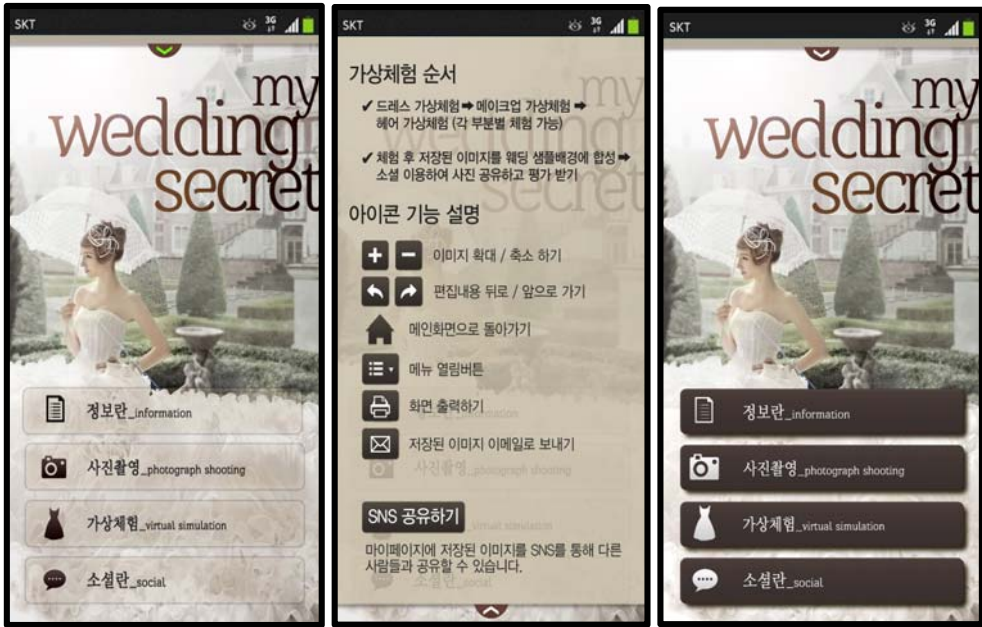 SKT
3G
my
wedding
secret
정보란_information
사진촬영_photograph shooting
가상체험_virtual simulation
소셜란_social
SKT
3G
가상체험 순서
✔ 드레스 가상체험 ➡ 메이크업 가상체험 ➡
헤어 가상체험 (각 부분별 체험 가능)
✔ 체험 후 저장된 이미지를 웨딩 샘플배경에 합성 ➡
소셜 이용하여 사진 공유하고 평가 받기
아이콘 기능 설명
이미지 확대 / 축소 하기
편집내용 뒤로 / 앞으로 가기
메인화면으로 돌아가기
메뉴 열림버튼
화면 출력하기
저장된 이미지 이메일로 보내기
SNS 공유하기
마이페이지에 저장된 이미지를 SNS를 통해 다른
사람들과 공유할 수 있습니다.
SKT
3G
my
wedding
secret
정보란_information
사진촬영_photograph shooting
가상체험_virtual simulation
소셜란_social